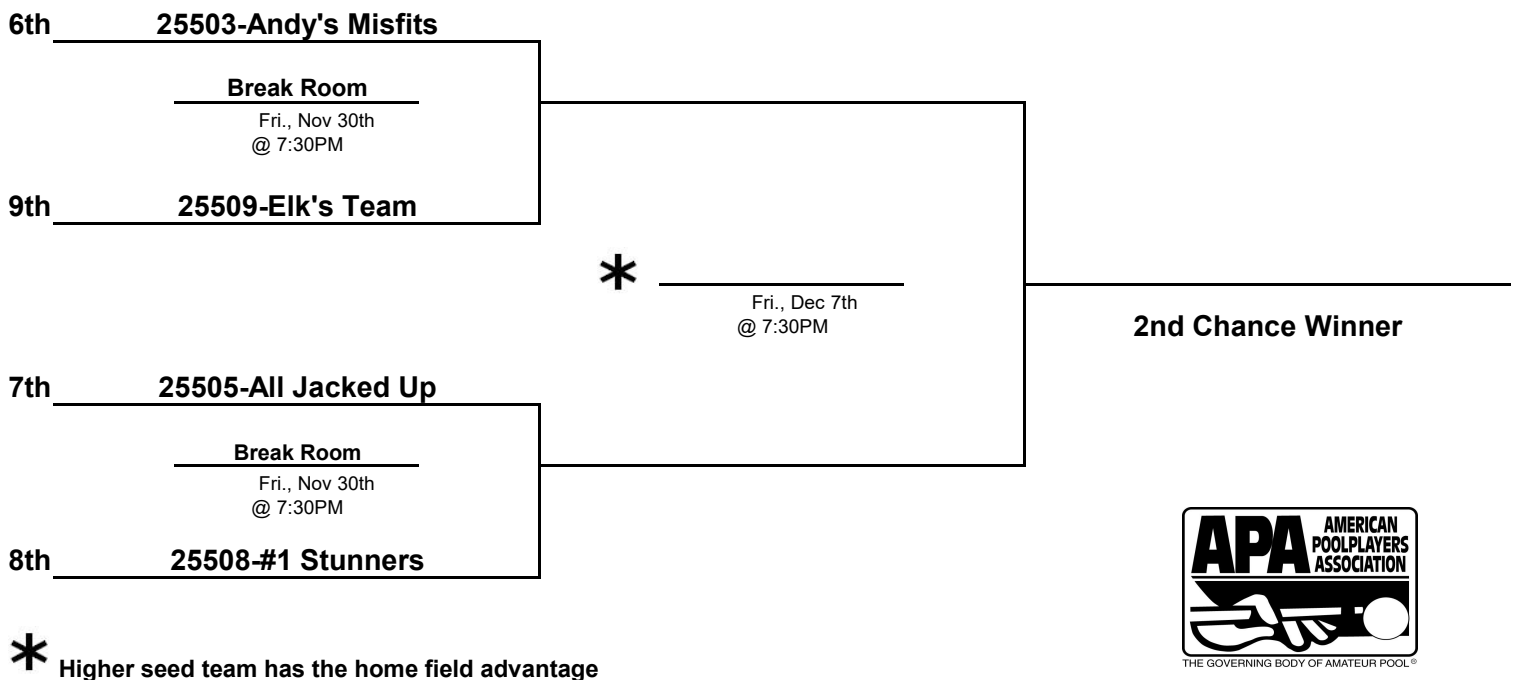 6th 25503-Andy's Misfits
Break Room
Fri., Nov 30th
@ 7:30PM
9th 25509-Elk's Team
*
Fri., Dec 7th
@ 7:30PM
2nd Chance Winner
7th 25505-All Jacked Up
Break Room
Fri., Nov 30th
@ 7:30PM
8th 25508-#1 Stunners
* Higher seed team has the home field advantage
APA AMERICAN
POOLPLAYERS
ASSOCIATION
THE GOVERNING BODY OF AMATEUR POOL®